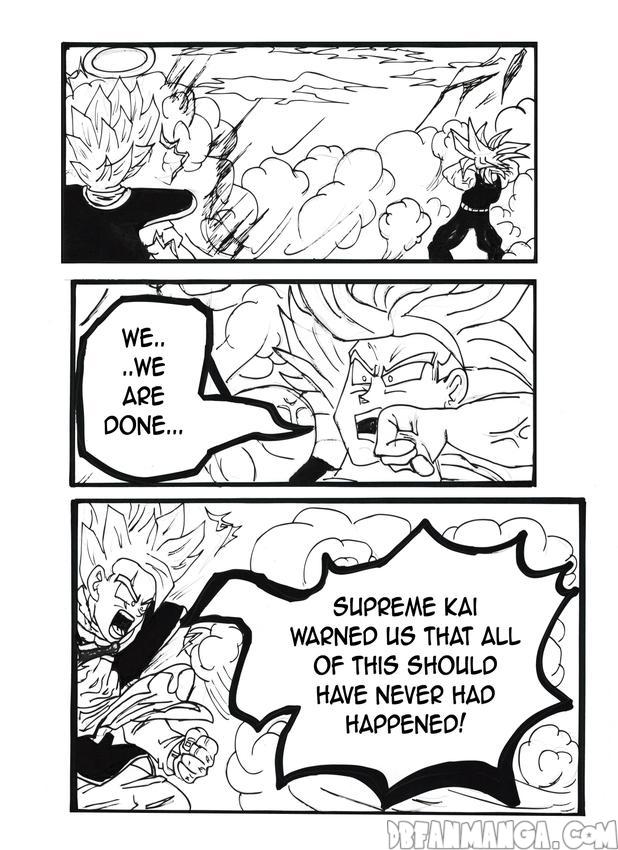 WE..
..WE
ARE
DONE...
SUPREME KAI
WARNED US THAT ALL
OF THIS SHOULD
HAVE NEVER HAD
HAPPENED!
DBFANMANGA.COM